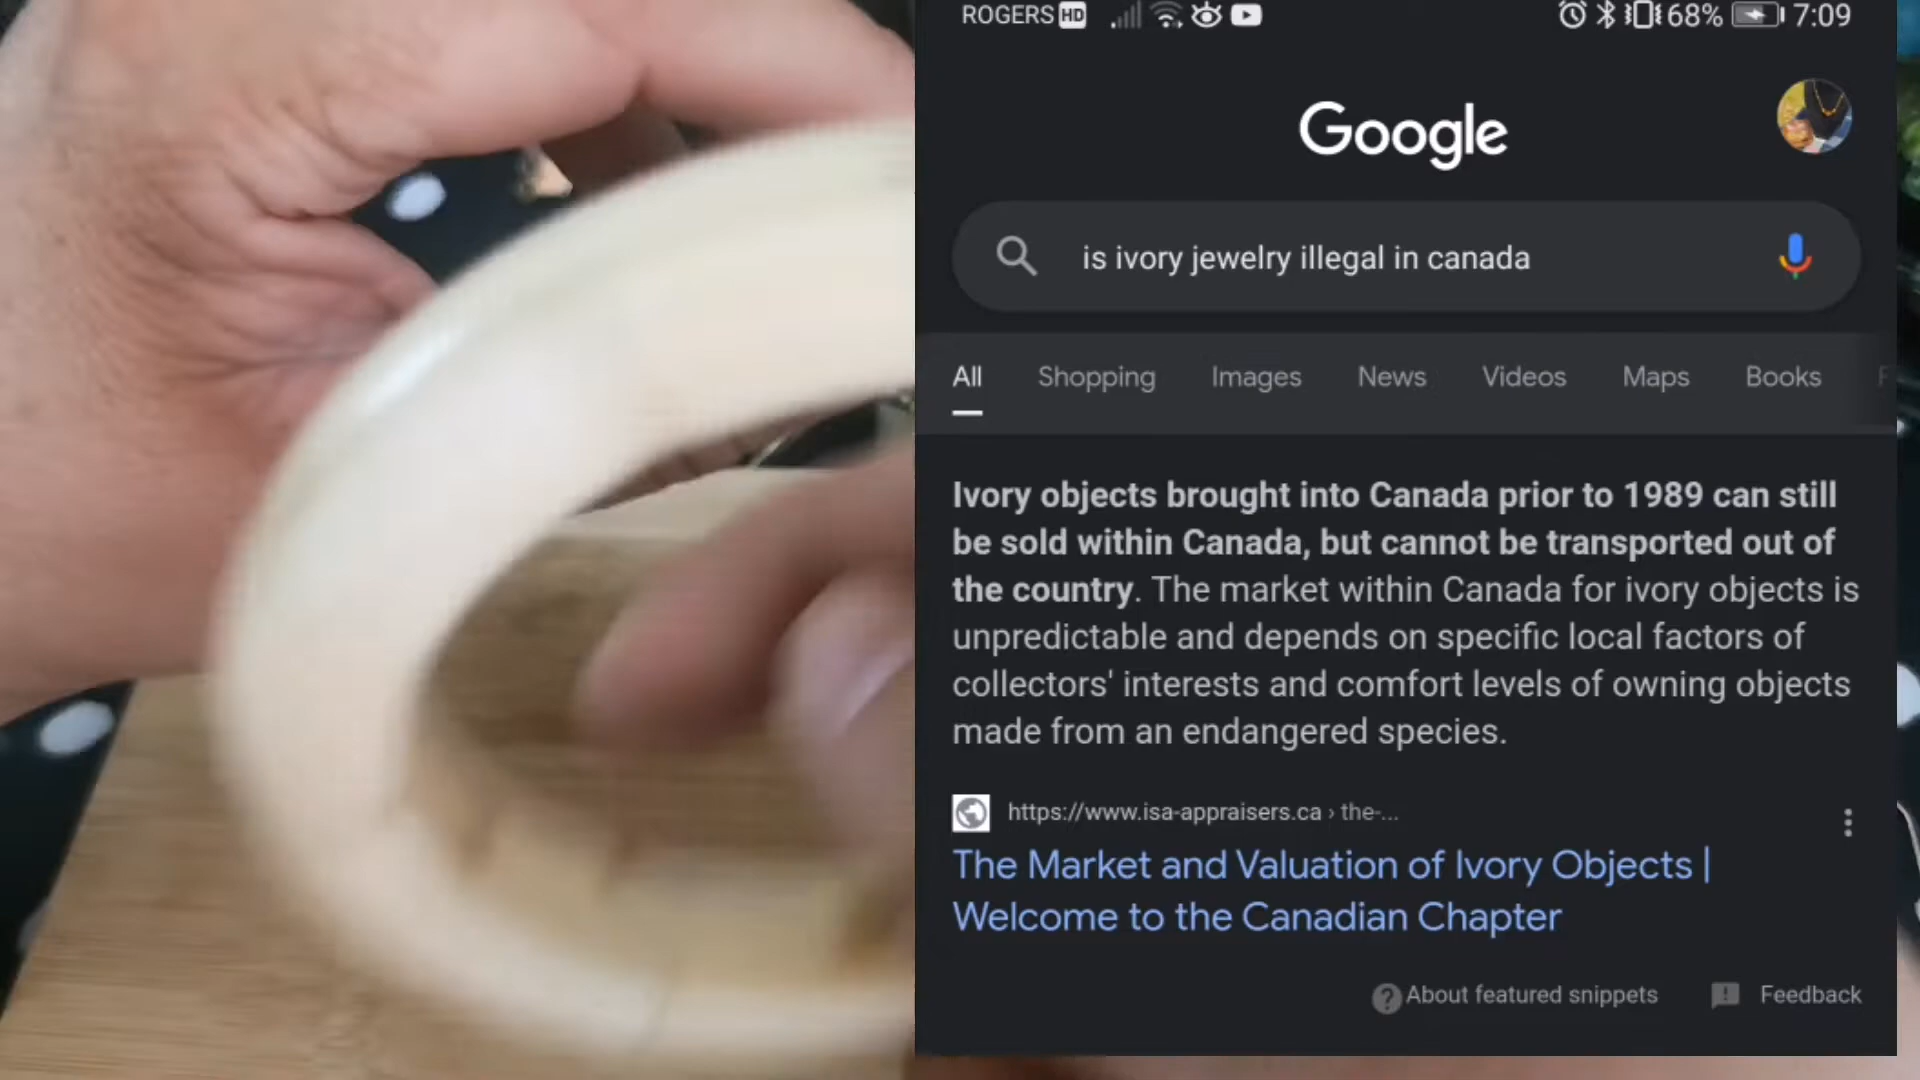 ROGERS HD 68% 7:09
Google
is ivory jewelry illegal in canada
All Shopping Images News Videos Maps Books
Ivory objects brought into Canada prior to 1989 can still
be sold within Canada, but cannot be transported out of
the country. The market within Canada for ivory objects is
unpredictable and depends on specific local factors of
collectors' interests and comfort levels of owning objects
made from an endangered species.
https://www.isa-appraisers.ca › the-...
The Market and Valuation of Ivory Objects |
Welcome to the Canadian Chapter
About featured snippets Feedback